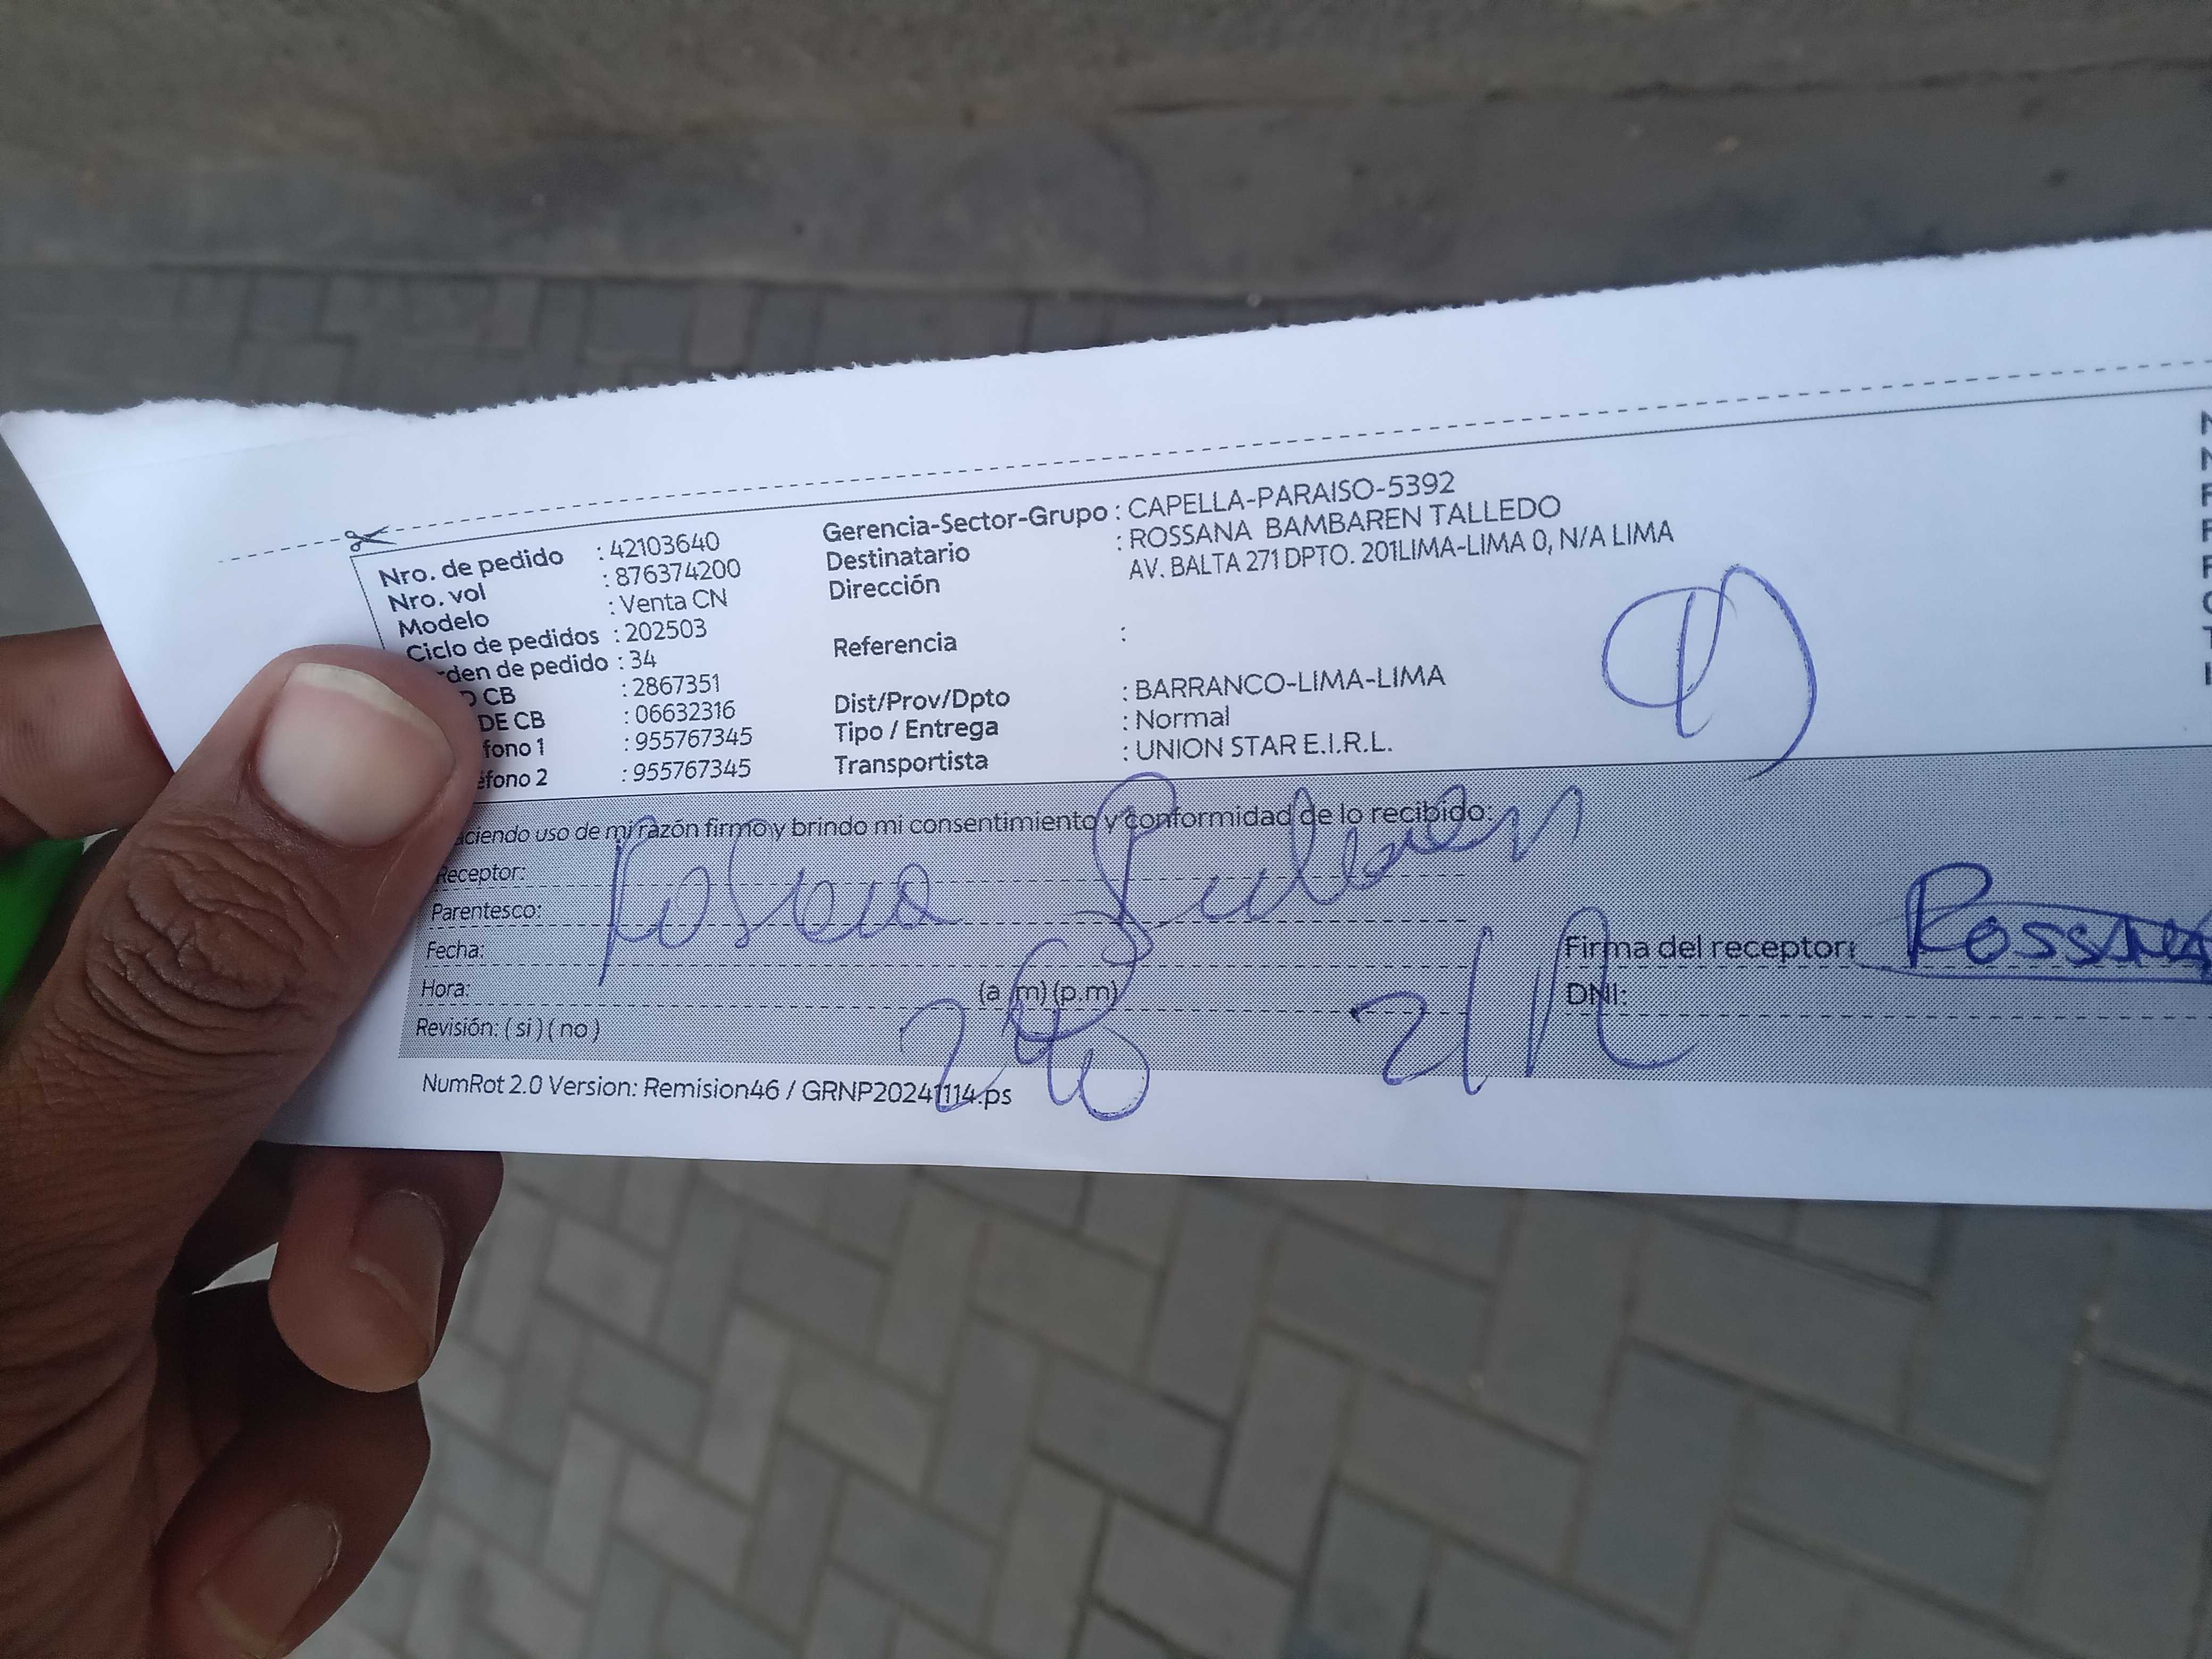 Nro. de pedido : 42103640
Nro. vol : 876374200
Modelo : Venta CN
Ciclo de pedidos : 202503
den de pedido : 34
CB : 2867351
DE CB : 06632316
fono 1 : 955767345
éfono 2 : 955767345
Gerencia-Sector-Grupo : CAPELLA-PARAISO-5392
Destinatario : ROSSANA BAMBAREN TALLEDO
Dirección AV. BALTA 271 DPTO. 201LIMA-LIMA 0, N/A LIMA
Referencia :
Dist/Prov/Dpto : BARRANCO-LIMA-LIMA
Tipo / Entrega : Normal
Transportista : UNION STAR E.I.R.L.
aciendo uso de mi razón firmo y brindo mi consentimiento y conformidad de lo recibido:
Receptor:
Parentesco:
Fecha:
Hora: (a.m) (p.m)
Revisión: ( si ) ( no )
Firma del receptor:
DNI:
NumRot 2.0 Version: Remision46 / GRNP20241114.ps